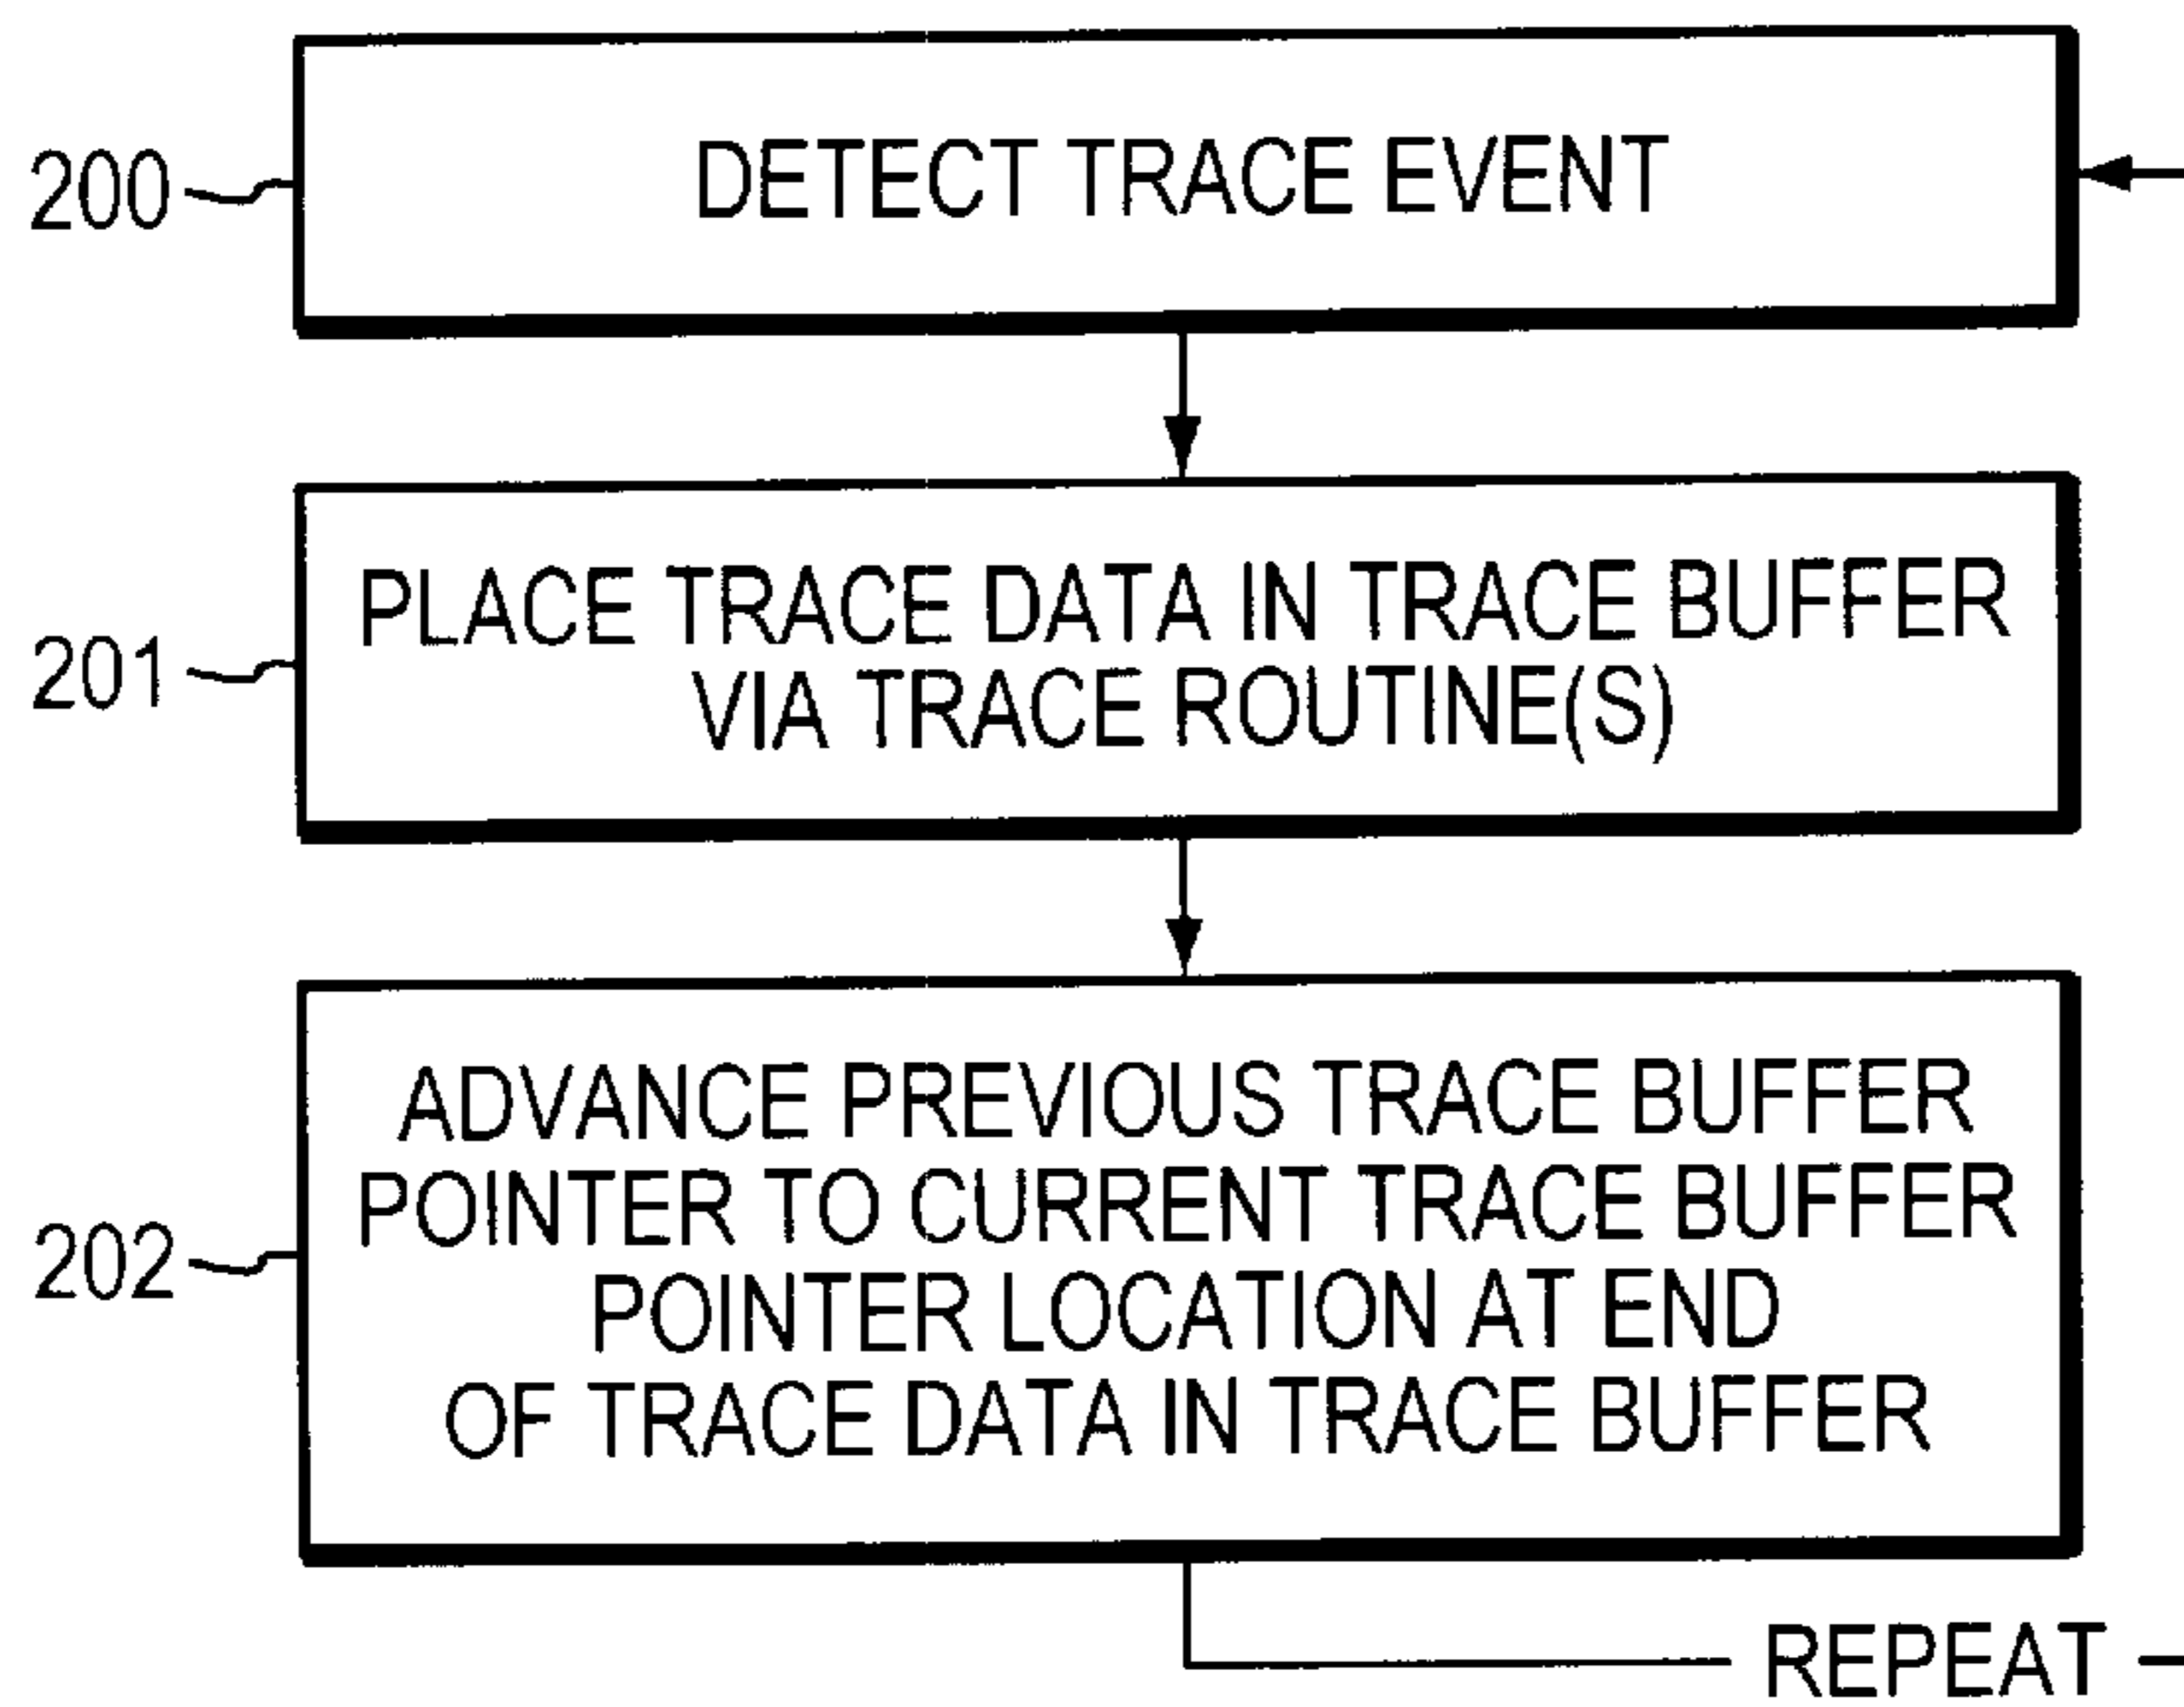 200
DETECT TRACE EVENT
201
PLACE TRACE DATA IN TRACE BUFFER
VIA TRACE ROUTINE(S)
202
ADVANCE PREVIOUS TRACE BUFFER
POINTER TO CURRENT TRACE BUFFER
POINTER LOCATION AT END
OF TRACE DATA IN TRACE BUFFER
REPEAT